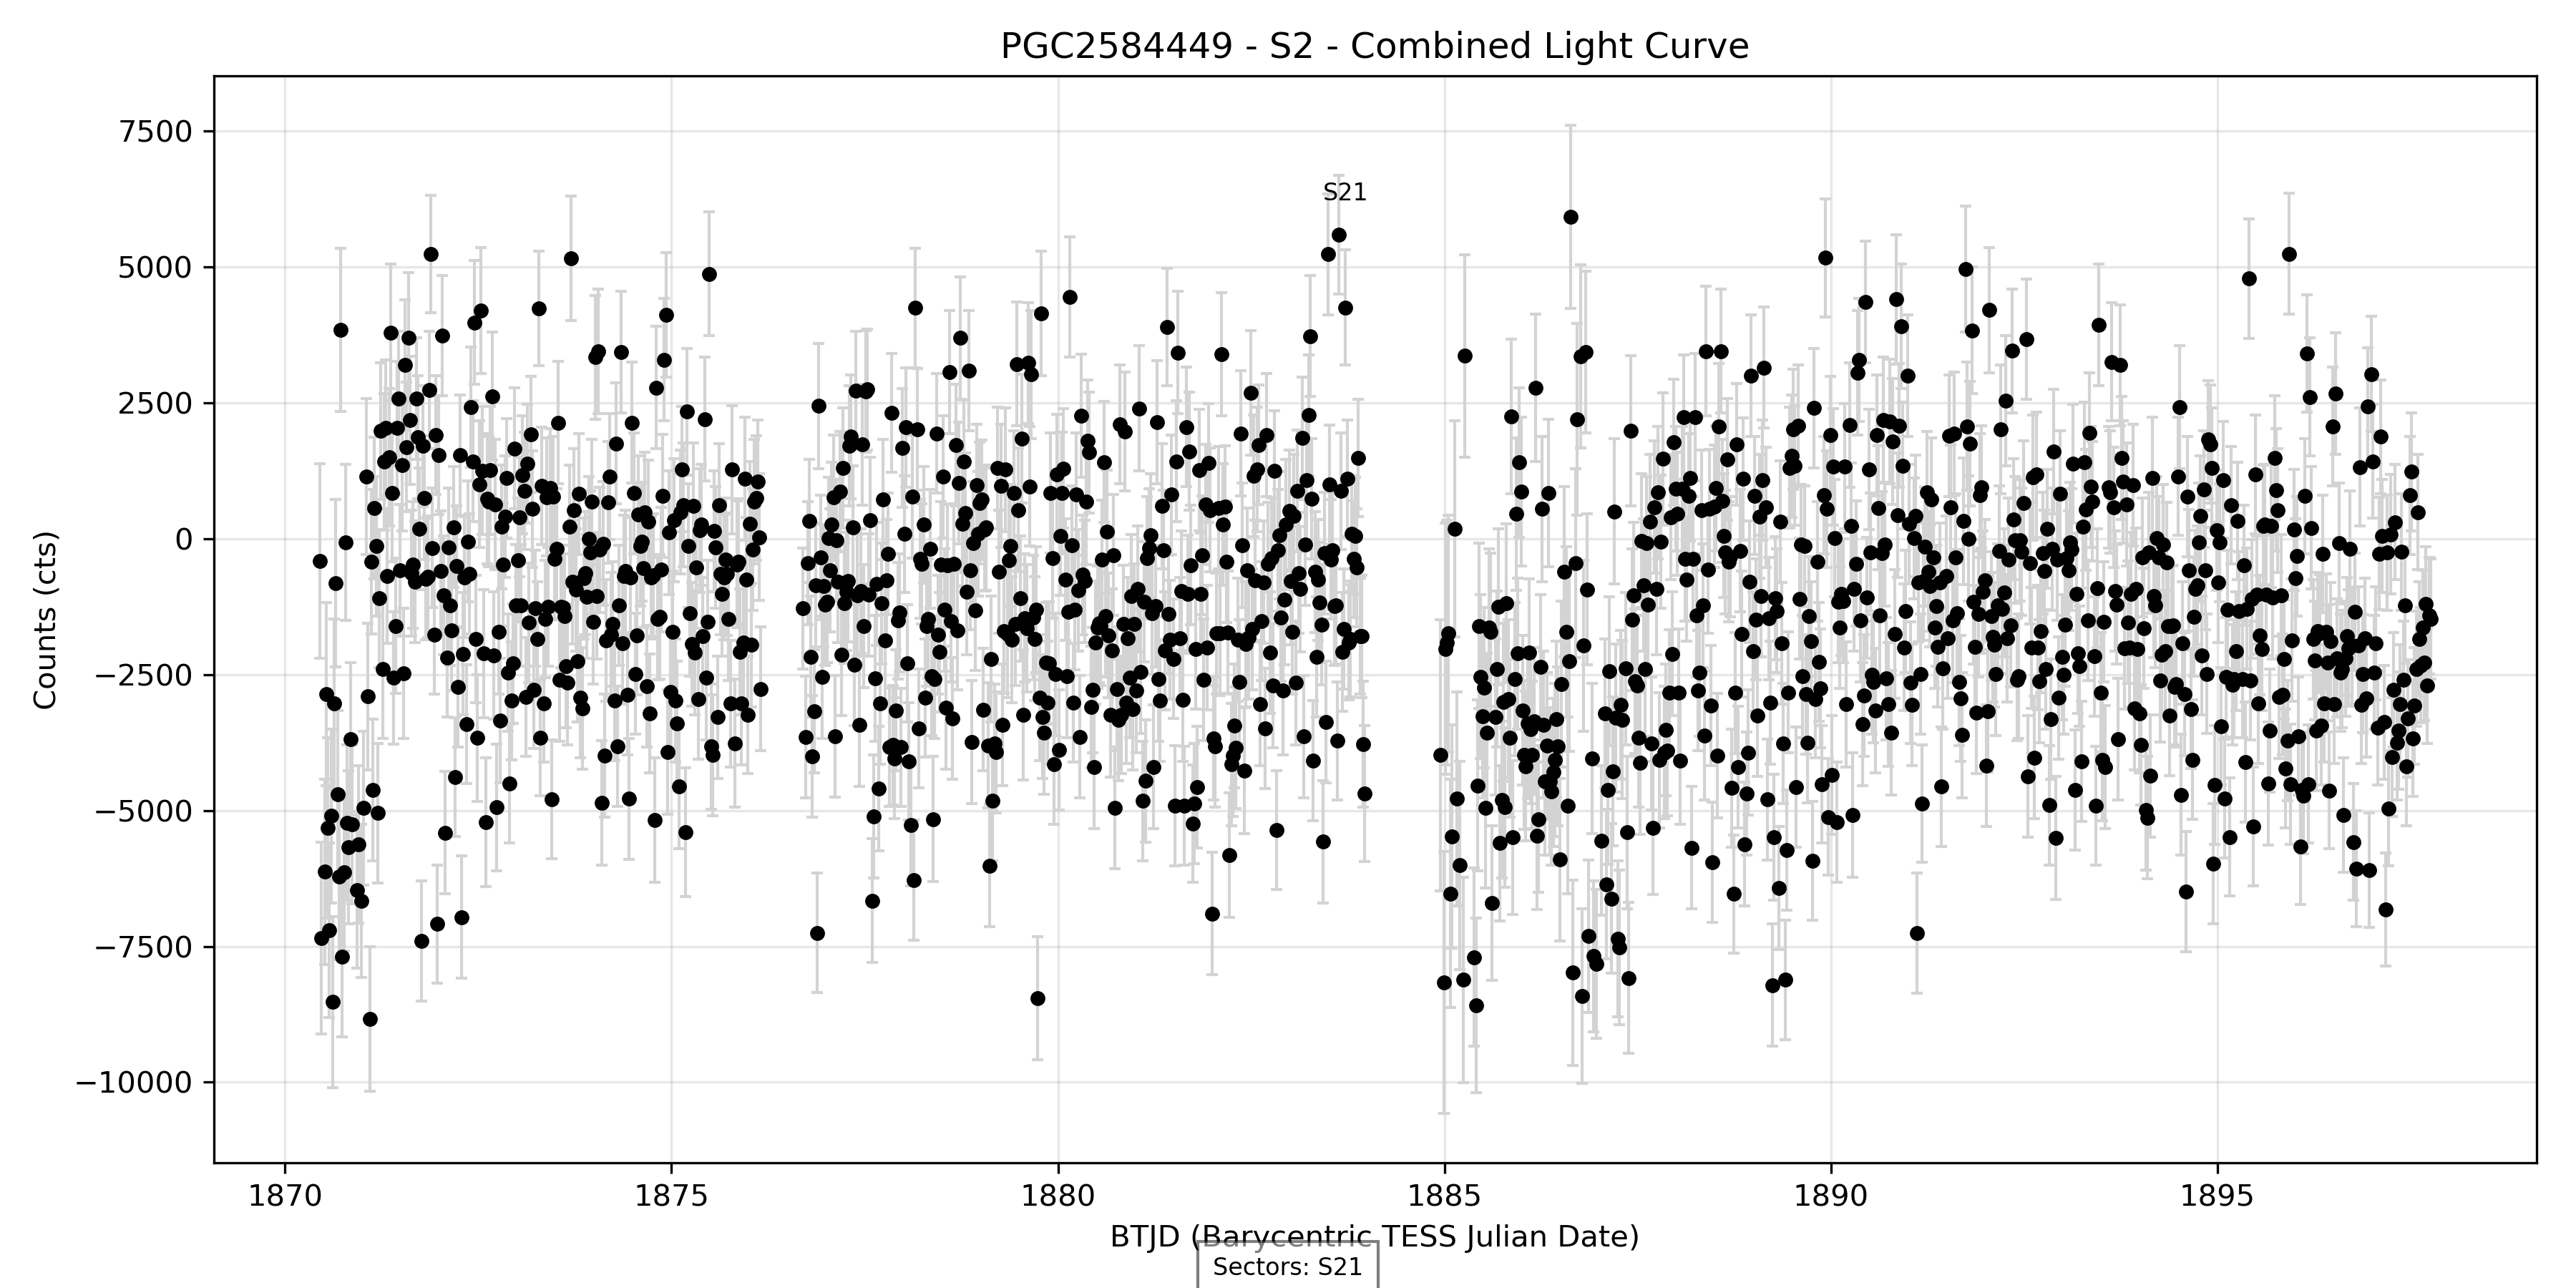 PGC2584449 - S2 - Combined Light Curve
7500
5000
2500
0
−2500
−5000
−7500
−10000
Counts (cts)
S21
1870 1875 1880 1885 1890 1895
BTJD (Barycentric TESS Julian Date)
Sectors: S21